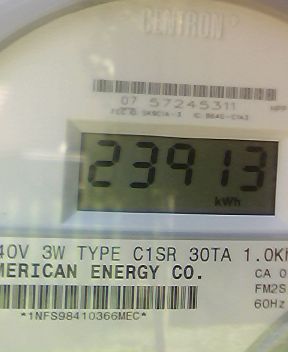 CENTRON
07 57245311
23913
kWh
40V 3W TYPE C1SR 30TA 1.0K
MERICAN ENERGY CO.
CA 0
FM2S
60Hz
*1NFS98410366MEC*